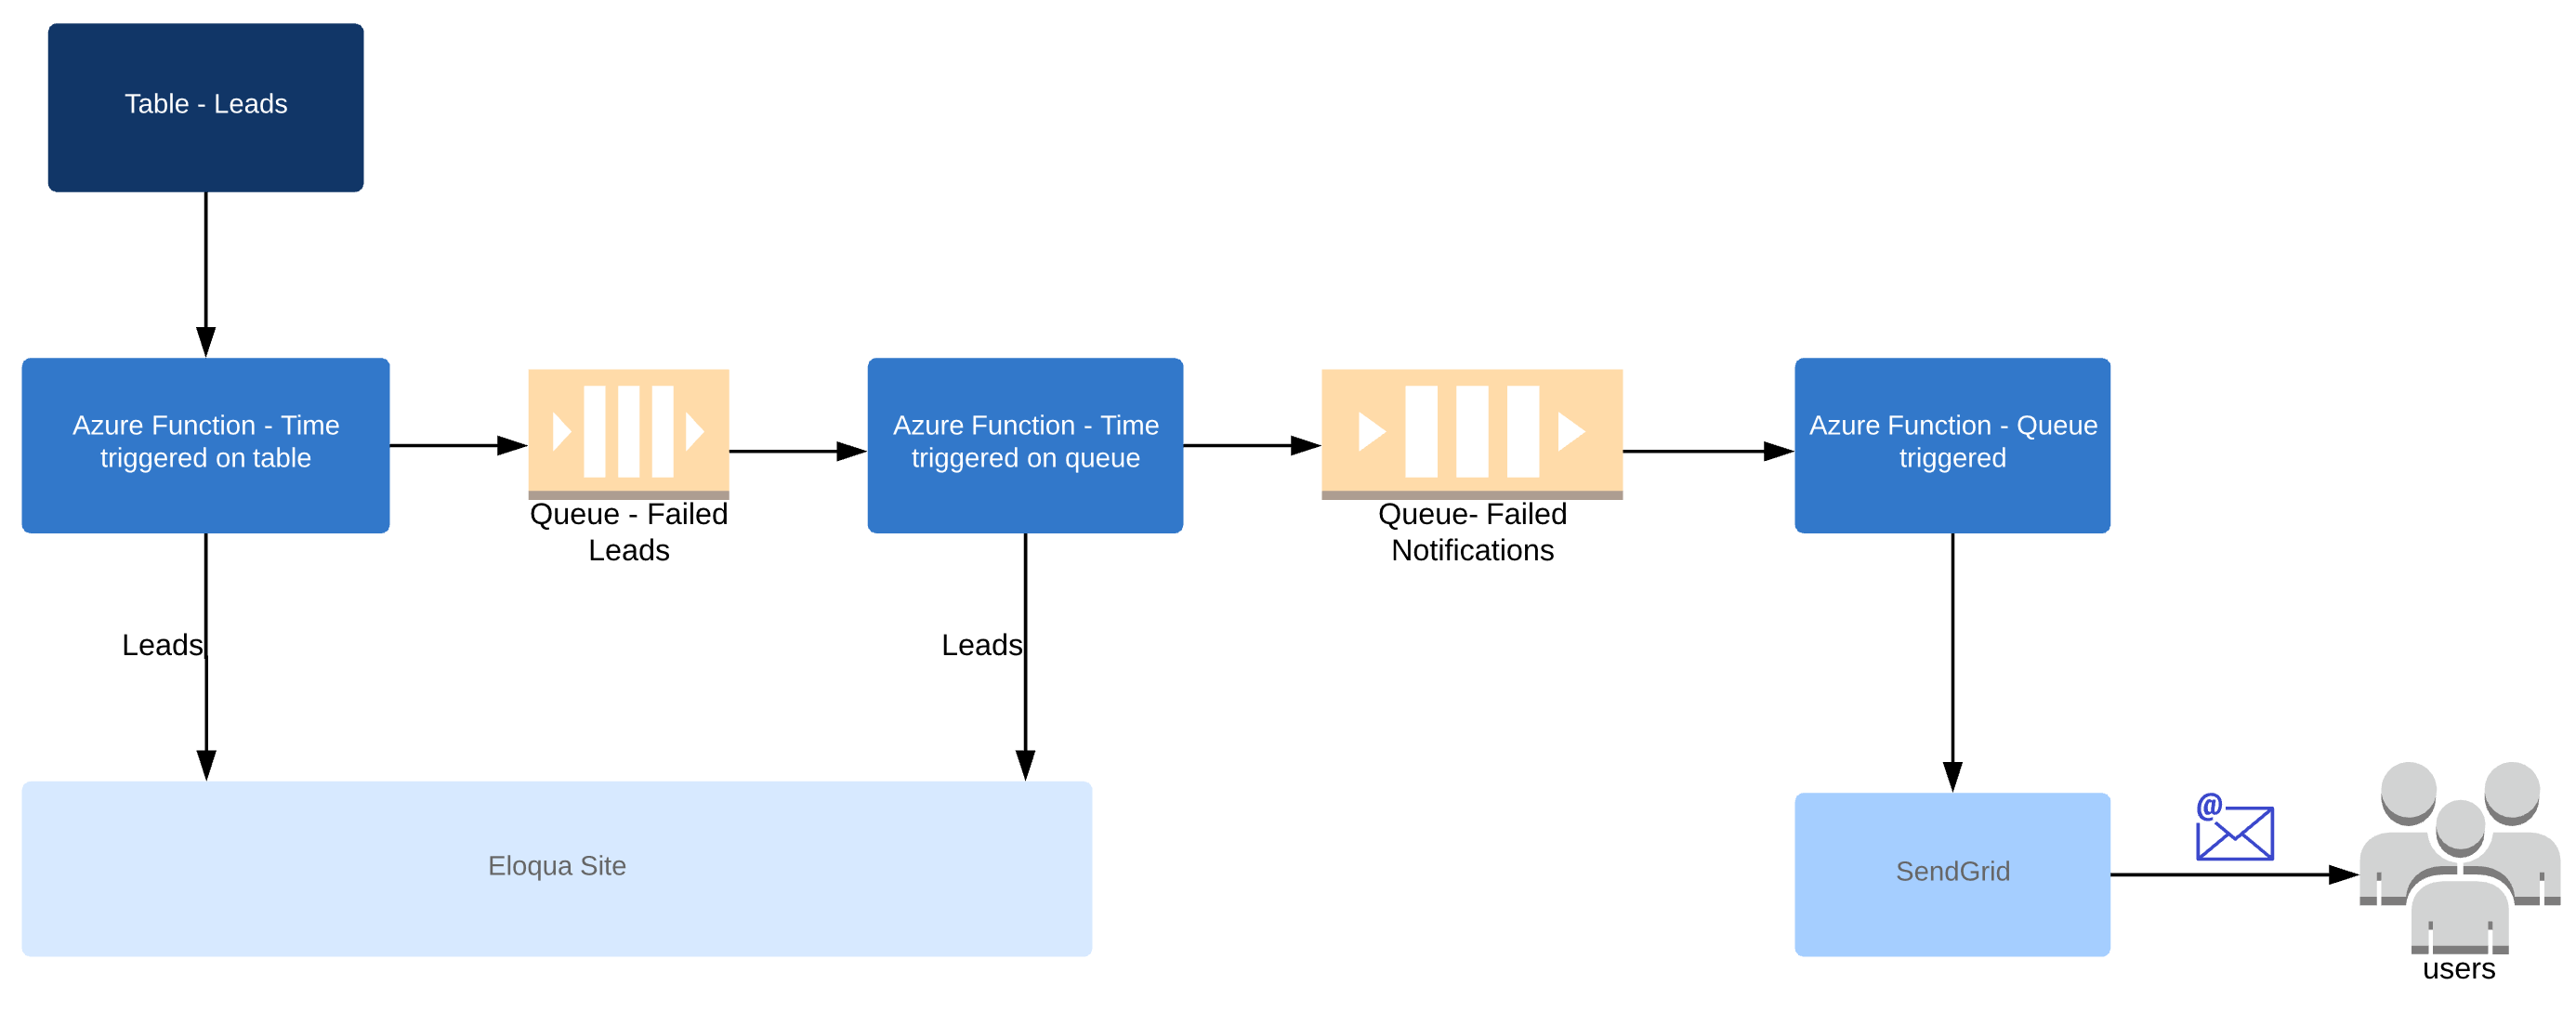 Table - Leads
Azure Function - Time
triggered on table
Queue - Failed
Leads
Azure Function - Time
triggered on queue
Queue- Failed
Notifications
Azure Function - Queue
triggered
Leads
Leads
Eloqua Site
SendGrid
@
users